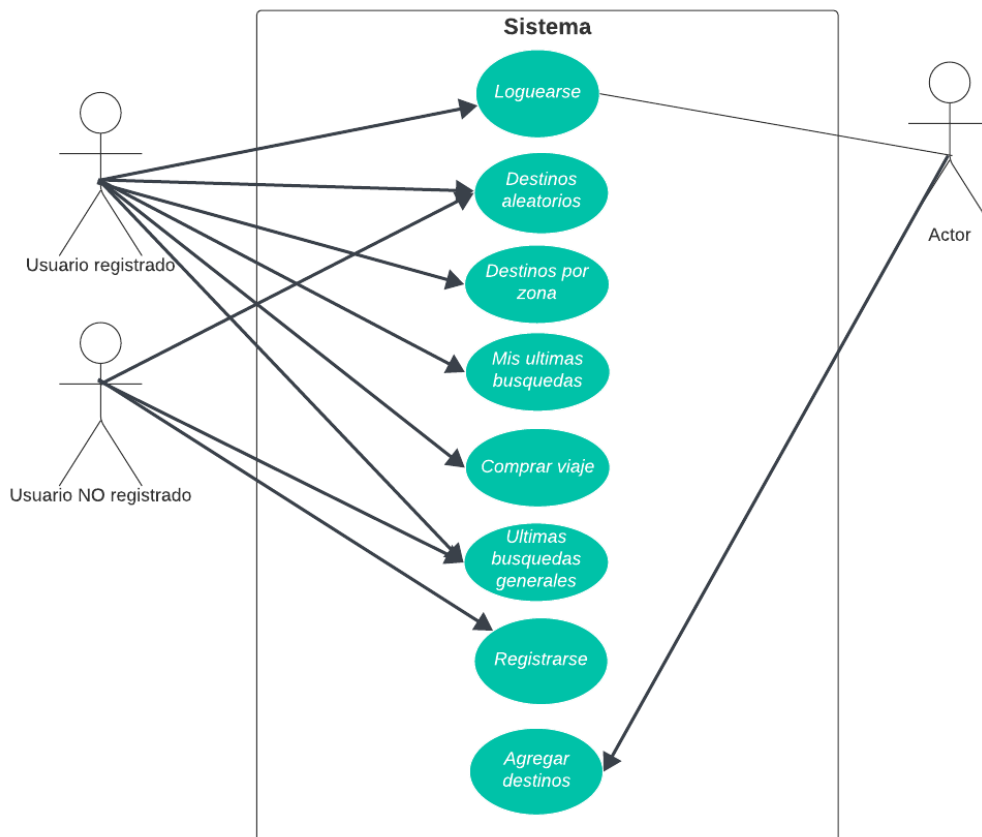 Sistema
Loguearse
Destinos
aleatorios
Usuario registrado
Actor
Destinos por
zona
Mis ultimas
busquedas
Comprar viaje
Usuario NO registrado
Ultimas
busquedas
generales
Registrarse
Agregar
destinos